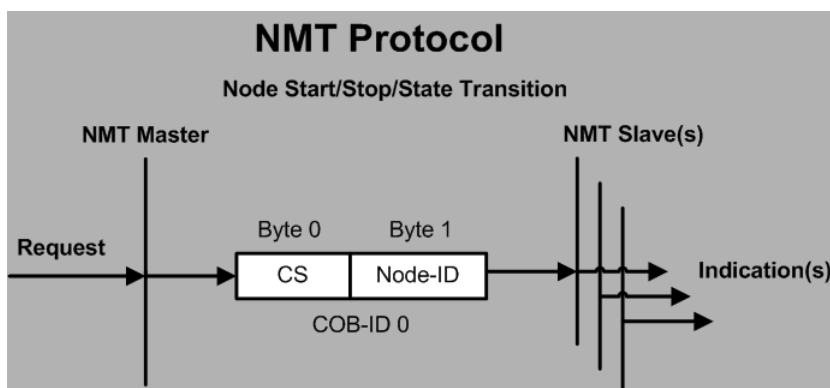 NMT Protocol
Node Start/Stop/State Transition
NMT Master
NMT Slave(s)
Byte 0
Byte 1
Request
CS
Node-ID
Indication(s)
COB-ID 0